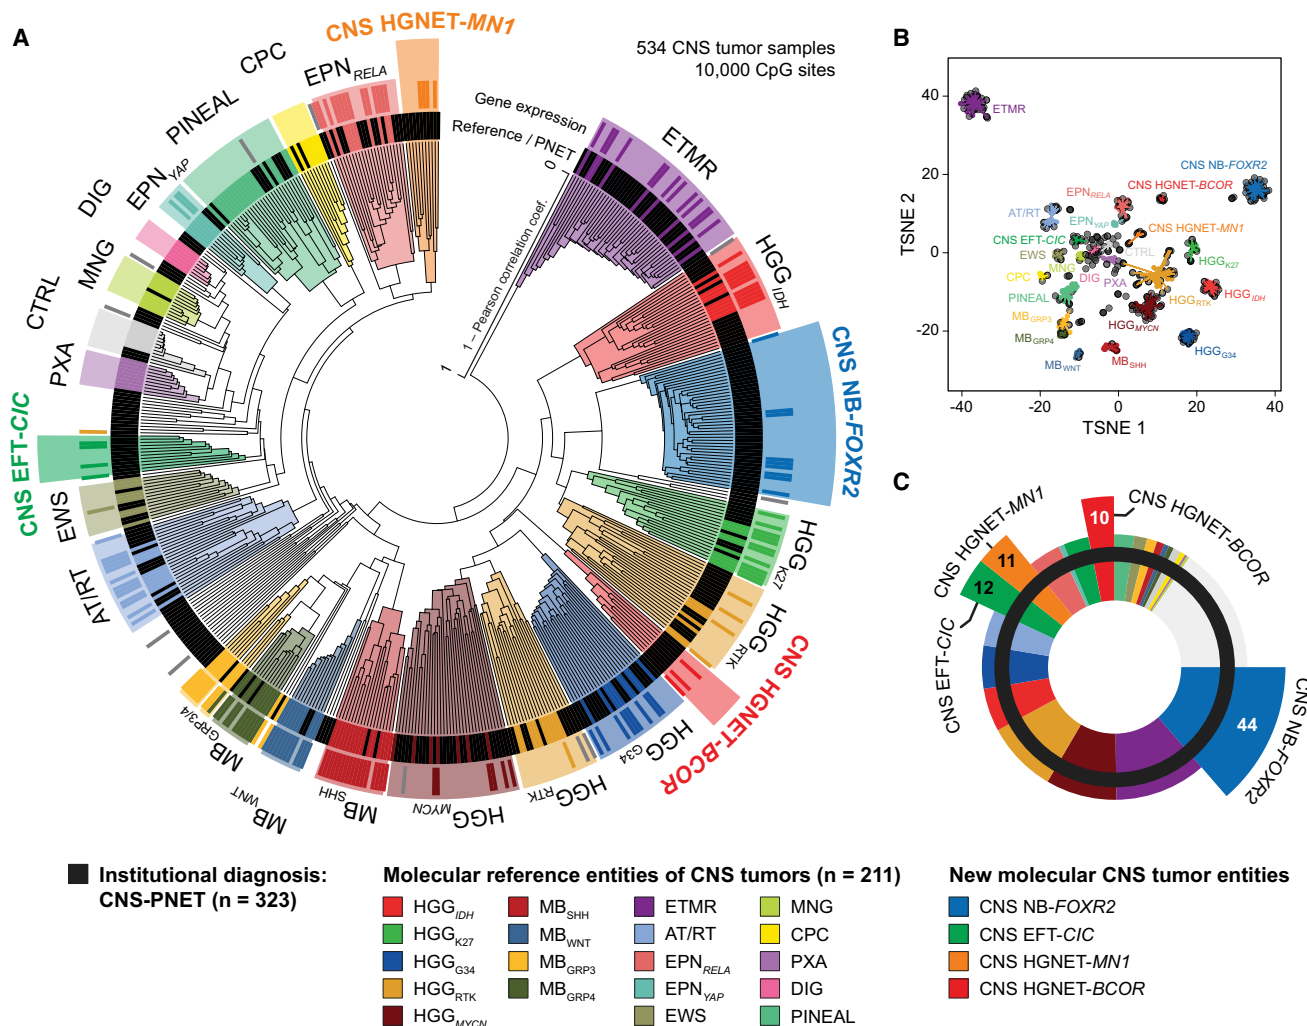 A
CNS HGNET-MN1
534 CNS tumor samples
10,000 CpG sites
CPC
EPN RELA
PINEAL
EPN YAP
DIG
MNG
CTRL
PXA
CNS EFT-CIC
EWS
AT/RT
MB GRP3/4
MB WNT
MB SHH
HGG MYCN
HGG RTK
HGG G34
CNS HGNET-BCOR
HGG RTK
HGG K27
CNS NB-FOXR2
HGG IDH
ETMR
Gene expression
Reference / PNET
0
1 – Pearson correlation coef.
1
B
TSNE 2
40
20
0
-20
-40
-20
0
20
40
TSNE 1
ETMR
CNS NB-FOXR2
CNS HGNET-BCOR
EPN RELA
AT/RT
EPN YAP
CNS HGNET-MN1
CNS EFT-CIC
EWS
CTRL
HGG K27
MNG
CPC
DIG
PXA
PINEAL
HGG RTK
HGG IDH
MB GRP3
HGG MYCN
MB GRP4
MB WNT
MB SHH
HGG G34
C
CNS HGNET-MN1
CNS HGNET-BCOR
10
11
12
CNS EFT-CIC
44
CNS NB-FOXR2
Institutional diagnosis:
CNS-PNET (n = 323)
Molecular reference entities of CNS tumors (n = 211)
HGG IDH
HGG K27
HGG G34
HGG RTK
HGG MYCN
MB SHH
MB WNT
MB GRP3
MB GRP4
ETMR
AT/RT
EPN RELA
EPN YAP
EWS
MNG
CPC
PXA
DIG
PINEAL
New molecular CNS tumor entities
CNS NB-FOXR2
CNS EFT-CIC
CNS HGNET-MN1
CNS HGNET-BCOR